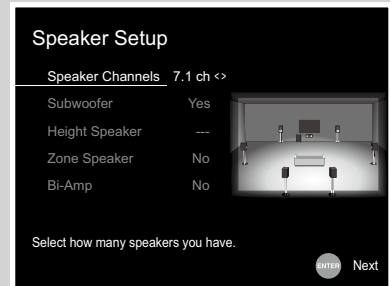 Speaker Setup
Speaker Channels 7.1 ch <>
Subwoofer Yes
Height Speaker ---
Zone Speaker No
Bi-Amp No
Select how many speakers you have.
ENTER Next